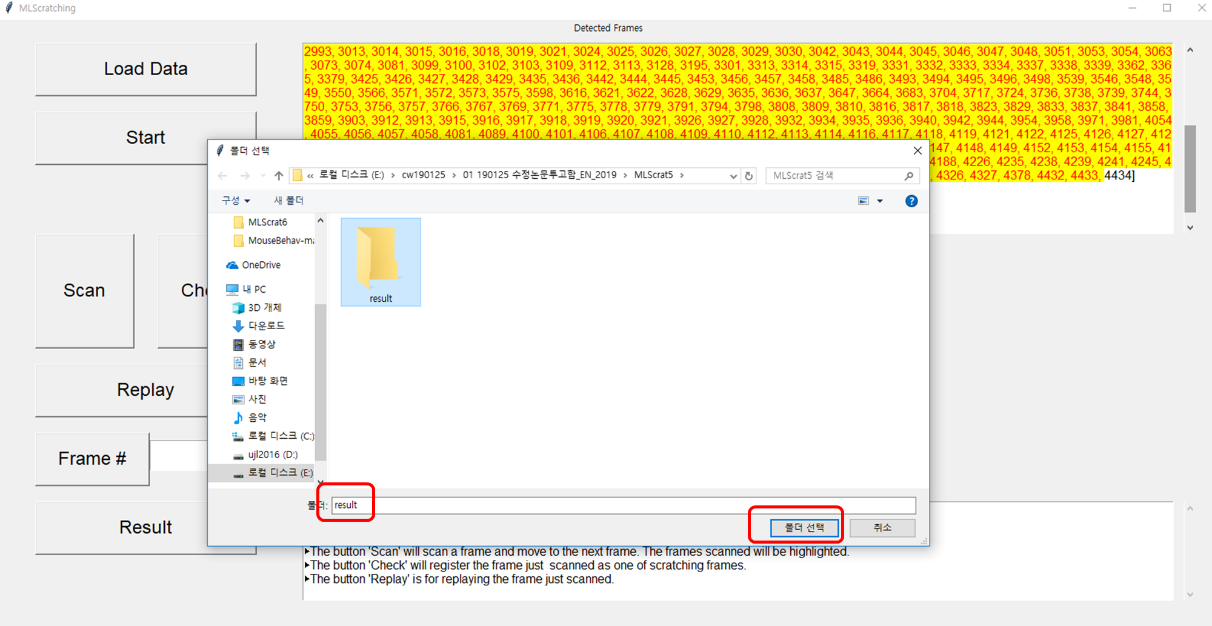 MLScratching
Detected Frames
Load Data
Start
Scan
Replay
Frame #
Result
2993, 3013, 3014, 3015, 3016, 3018, 3019, 3021, 3024, 3025, 3026, 3027, 3028, 3029, 3030, 3042, 3043, 3044, 3045, 3046, 3047, 3048, 3051, 3053, 3054, 3063
, 3073, 3074, 3081, 3099, 3100, 3102, 3103, 3109, 3112, 3113, 3128, 3195, 3301, 3313, 3314, 3315, 3319, 3331, 3332, 3333, 3334, 3337, 3338, 3339, 3362, 336
5, 3379, 3425, 3426, 3427, 3428, 3429, 3435, 3436, 3442, 3444, 3445, 3453, 3456, 3457, 3458, 3485, 3486, 3493, 3494, 3495, 3496, 3498, 3539, 3546, 3548, 35
49, 3550, 3566, 3571, 3572, 3573, 3575, 3598, 3616, 3621, 3622, 3628, 3629, 3635, 3636, 3637, 3647, 3664, 3683, 3704, 3717, 3724, 3736, 3738, 3739, 3744, 3
750, 3753, 3756, 3757, 3766, 3767, 3769, 3771, 3775, 3778, 3779, 3791, 3794, 3798, 3808, 3809, 3810, 3816, 3817, 3818, 3823, 3829, 3833, 3837, 3841, 3858,
3859, 3903, 3912, 3913, 3915, 3916, 3917, 3918, 3919, 3920, 3921, 3926, 3927, 3928, 3932, 3934, 3935, 3936, 3940, 3942, 3944, 3954, 3958, 3971, 3981, 4054
, 4055, 4056, 4057, 4058, 4081, 4089, 4100, 4101, 4106, 4107, 4108, 4109, 4110, 4112, 4113, 4114, 4116, 4117, 4118, 4119, 4121, 4122, 4125, 4126, 4127, 412
147, 4148, 4149, 4152, 4153, 4154, 4155, 41
4188, 4226, 4235, 4238, 4239, 4241, 4245, 4
, 4326, 4327, 4378, 4432, 4433, 4434]
폴더 선택
« 로컬 디스크 (E:) › cw190125 › 01 190125 수정논문투고함_EN_2019 › MLScrat5 ›
MLScrat5 검색
구성
새 폴더
MLScrat6
MouseBehav-ma
OneDrive
내 PC
3D 개체
다운로드
동영상
문서
바탕 화면
사진
음악
로컬 디스크 (C:)
ujl2016 (D:)
로컬 디스크 (E:)
result
폴더:
result
폴더 선택
취소
▸The button 'Scan' will scan a frame and move to the next frame. The frames scanned will be highlighted.
▸The button 'Check' will register the frame just  scanned as one of scratching frames.
▸The button 'Replay' is for replaying the frame just scanned.